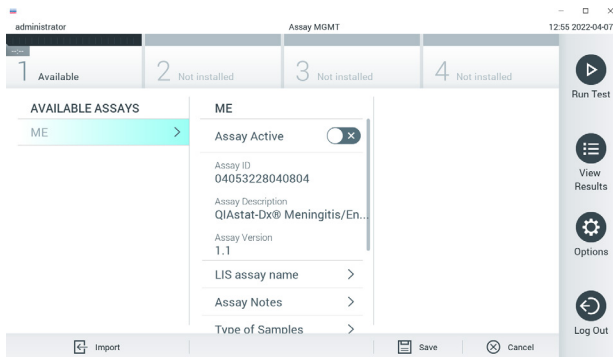 administrator
Assay MGMT
12:55 2022-04-07
1 Available
2 Not installed
3 Not installed
4 Not installed
Run Test
View
Results
Options
Log Out
AVAILABLE ASSAYS
ME
ME
Assay Active
Assay ID
04053228040804
Assay Description
QIAstat-Dx® Meningitis/En...
Assay Version
1.1
LIS assay name
Assay Notes
Type of Samples
Import
Save
Cancel